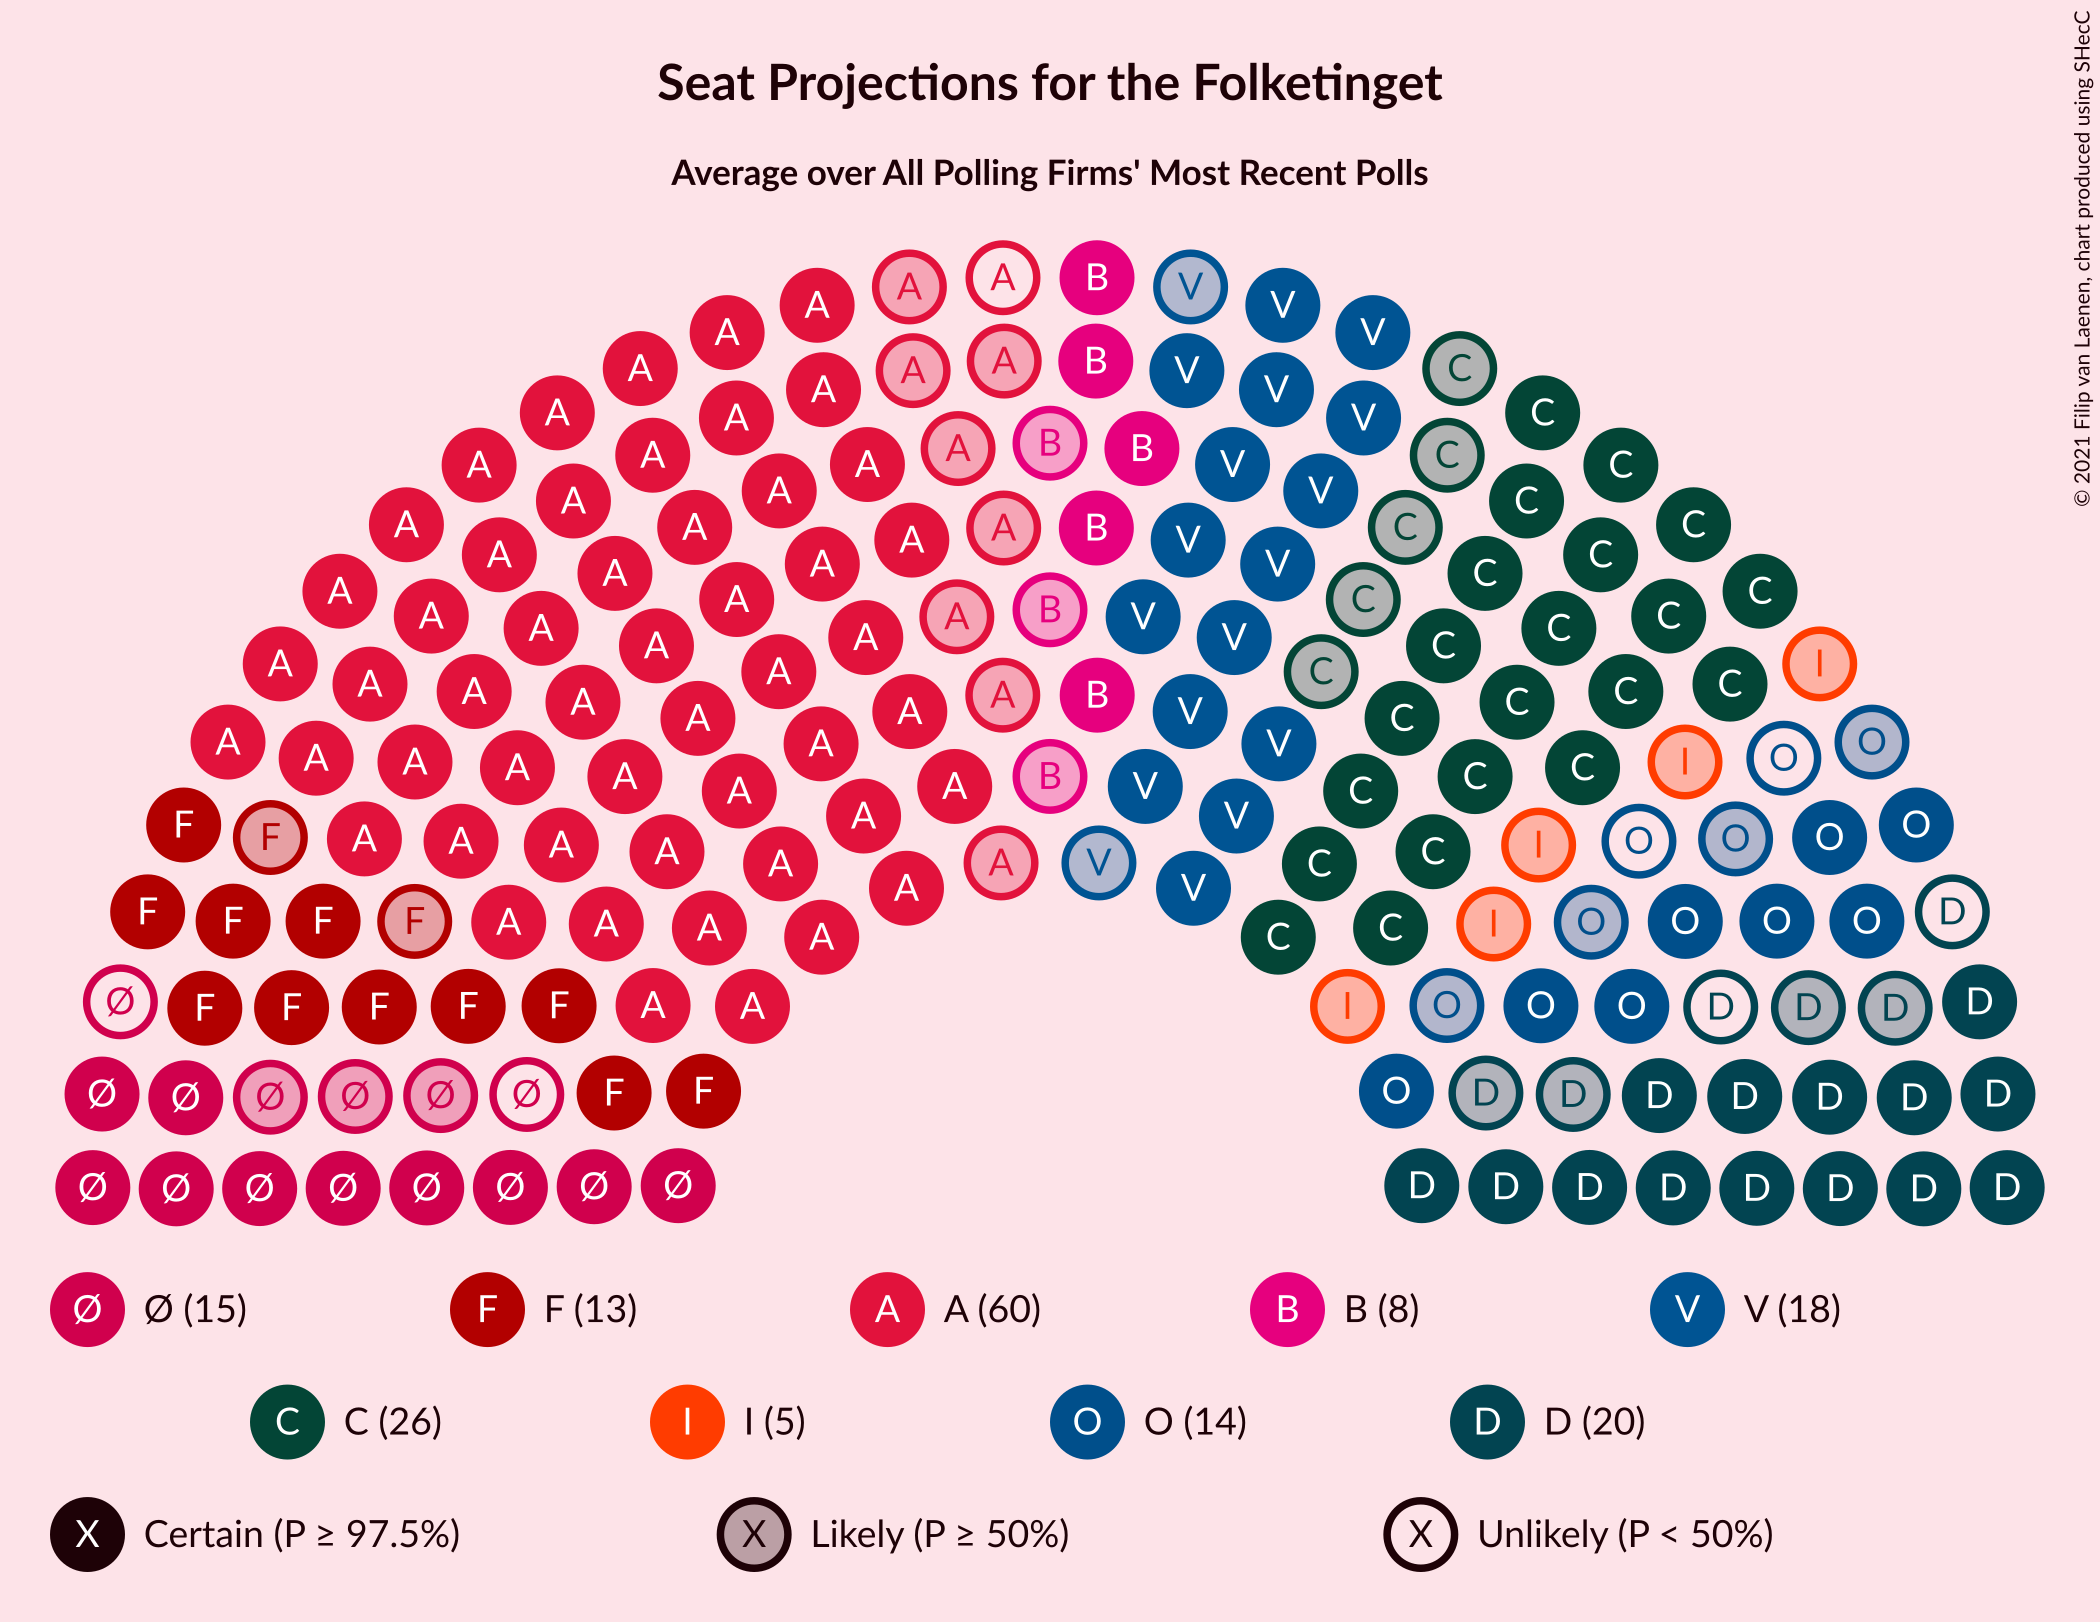 Seat Projections for the Folketinget
Average over All Polling Firms' Most Recent Polls
© 2021 Filip van Laenen, chart produced using SHecC
A A B V
A A V V
A A A B V V C
A A V C
A A A B B V V C C
A A A C C
A A A A B V V C C C
A A A C C C
A A A A B V V C C C
A A A C C C I
A A A A B V V C C C
A A A C C C I O O
F F A A A A A B V V C C I O O O O
A A A V V C
F F F F A A A A C C I O O O O D
Ø F F F F F A A I O O O D D D D
Ø Ø Ø Ø Ø Ø F F O D D D D D D D
Ø Ø Ø Ø Ø Ø Ø Ø D D D D D D D D
Ø Ø (15) F F (13) A A (60) B B (8) V V (18)
C C (26) I I (5) O O (14) D D (20)
X Certain (P ≥ 97.5%) X Likely (P ≥ 50%) X Unlikely (P < 50%)